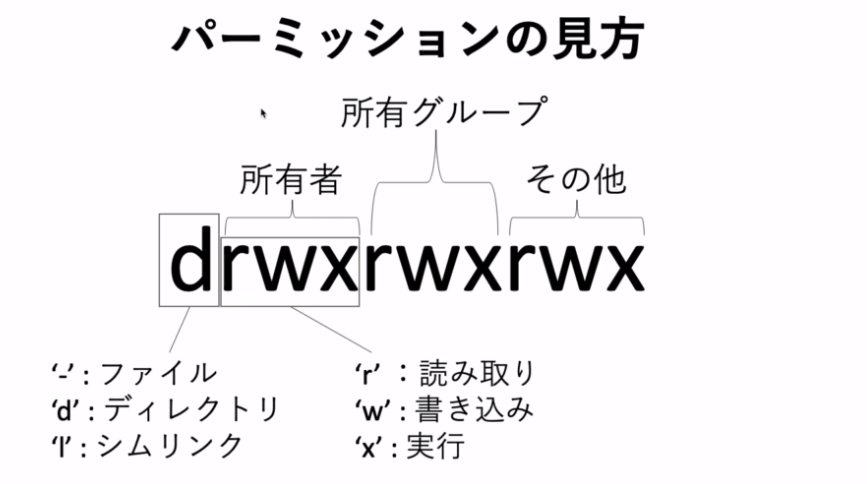 パーミッションの見方
所有グループ
所有者 その他
drwxrwxrwx
‘-’ : ファイル ‘r’ : 読み取り
‘d’ : ディレクトリ ‘w’ : 書き込み
‘l’ : シムリンク ‘x’ : 実行